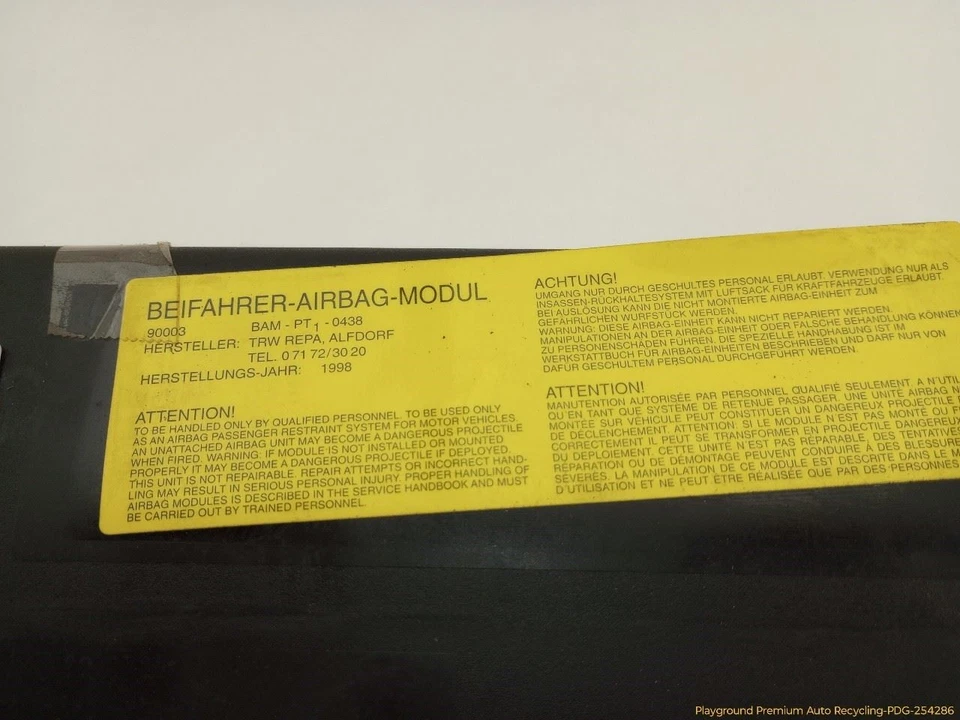 BEIFAHRER-AIRBAG-MODUL
90003 BAM - PT1 - 0438
HERSTELLER: TRW REPA, ALFDORF
TEL. 0 71 72/30 20
HERSTELLUNGS-JAHR: 1998
ATTENTION!
TO BE HANDLED ONLY BY QUALIFIED PERSONNEL. TO BE USED ONLY
AS AN AIRBAG PASSENGER RESTRAINT SYSTEM FOR MOTOR VEHICLES.
AN UNATTACHED AIRBAG UNIT MAY BECOME A DANGEROUS PROJECTILE
WHEN FIRED. WARNING: IF MODULE IS NOT INSTALLED OR MOUNTED
PROPERLY IT MAY BECOME A DANGEROUS PROJECTILE IF DEPLOYED.
THIS UNIT IS NOT REPAIRABLE. REPAIR ATTEMPTS OR INCORRECT HAND-
LING MAY RESULT IN SERIOUS PERSONAL INJURY. PROPER HANDLING OF
AIRBAG MODULES IS DESCRIBED IN THE SERVICE HANDBOOK AND MUST
BE CARRIED OUT BY TRAINED PERSONNEL.
ACHTUNG!
UMGANG NUR DURCH GESCHULTES PERSONAL ERLAUBT. VERWENDUNG NUR ALS
INSASSEN-RÜCKHALTESYSTEM MIT LUFTSACK FÜR KRAFTFAHRZEUGE ERLAUBT.
BEI AUSLÖSUNG KANN DIE NICHT MONTIERTE AIRBAG-EINHEIT ZUM
GEFÄHRLICHEN WURFSTÜCK WERDEN.
WARNUNG: DIESE AIRBAG-EINHEIT KANN NICHT REPARIERT WERDEN.
MANIPULATIONEN AN DER AIRBAG-EINHEIT ODER FALSCHE BEHANDLUNG KÖNNEN
ZU PERSONENSCHÄDEN FÜHREN. DIE SPEZIELLE HANDHABUNG IST IM
WERKSTATTBUCH FÜR AIRBAG-EINHEITEN BESCHRIEBEN UND DARF NUR VON
DAFÜR GESCHULTEM PERSONAL DURCHGEFÜHRT WERDEN.
ATTENTION!
MANUTENTION AUTORISÉE PAR PERSONNEL QUALIFIÉ SEULEMENT. A N'UTIL
QU'EN TANT QUE SYSTEME DE RETENUE PASSAGER. UNE UNITE AIRBAG N
MONTÉE SUR VÉHICULE PEUT CONSTITUER UN DANGEREUX PROJECTILE
DE DECLENCHEMENT. ATTENTION: SI LE MODULE N'EST PAS MONTÉ OU F
CORRECTEMENT IL PEUT SE TRANSFORMER EN PROJECTILE DANGEREUX
DU DEPLOIEMENT. CETTE UNITÉ N'EST PAS RÉPARABLE, DES TENTATIVES
RÉPARATION OU DE DÉMONTAGE PEUVENT CONDUIRE À DES BLESSURE
SÉVERES. LA MANIPULATION DE CE MODULE EST DÉCRITE DANS LE M
D'UTILISATION ET NE PEUT ÊTRE RÉALISÉE QUE PAR DES PERSONNES
Playground Premium Auto Recycling-PDG-254286